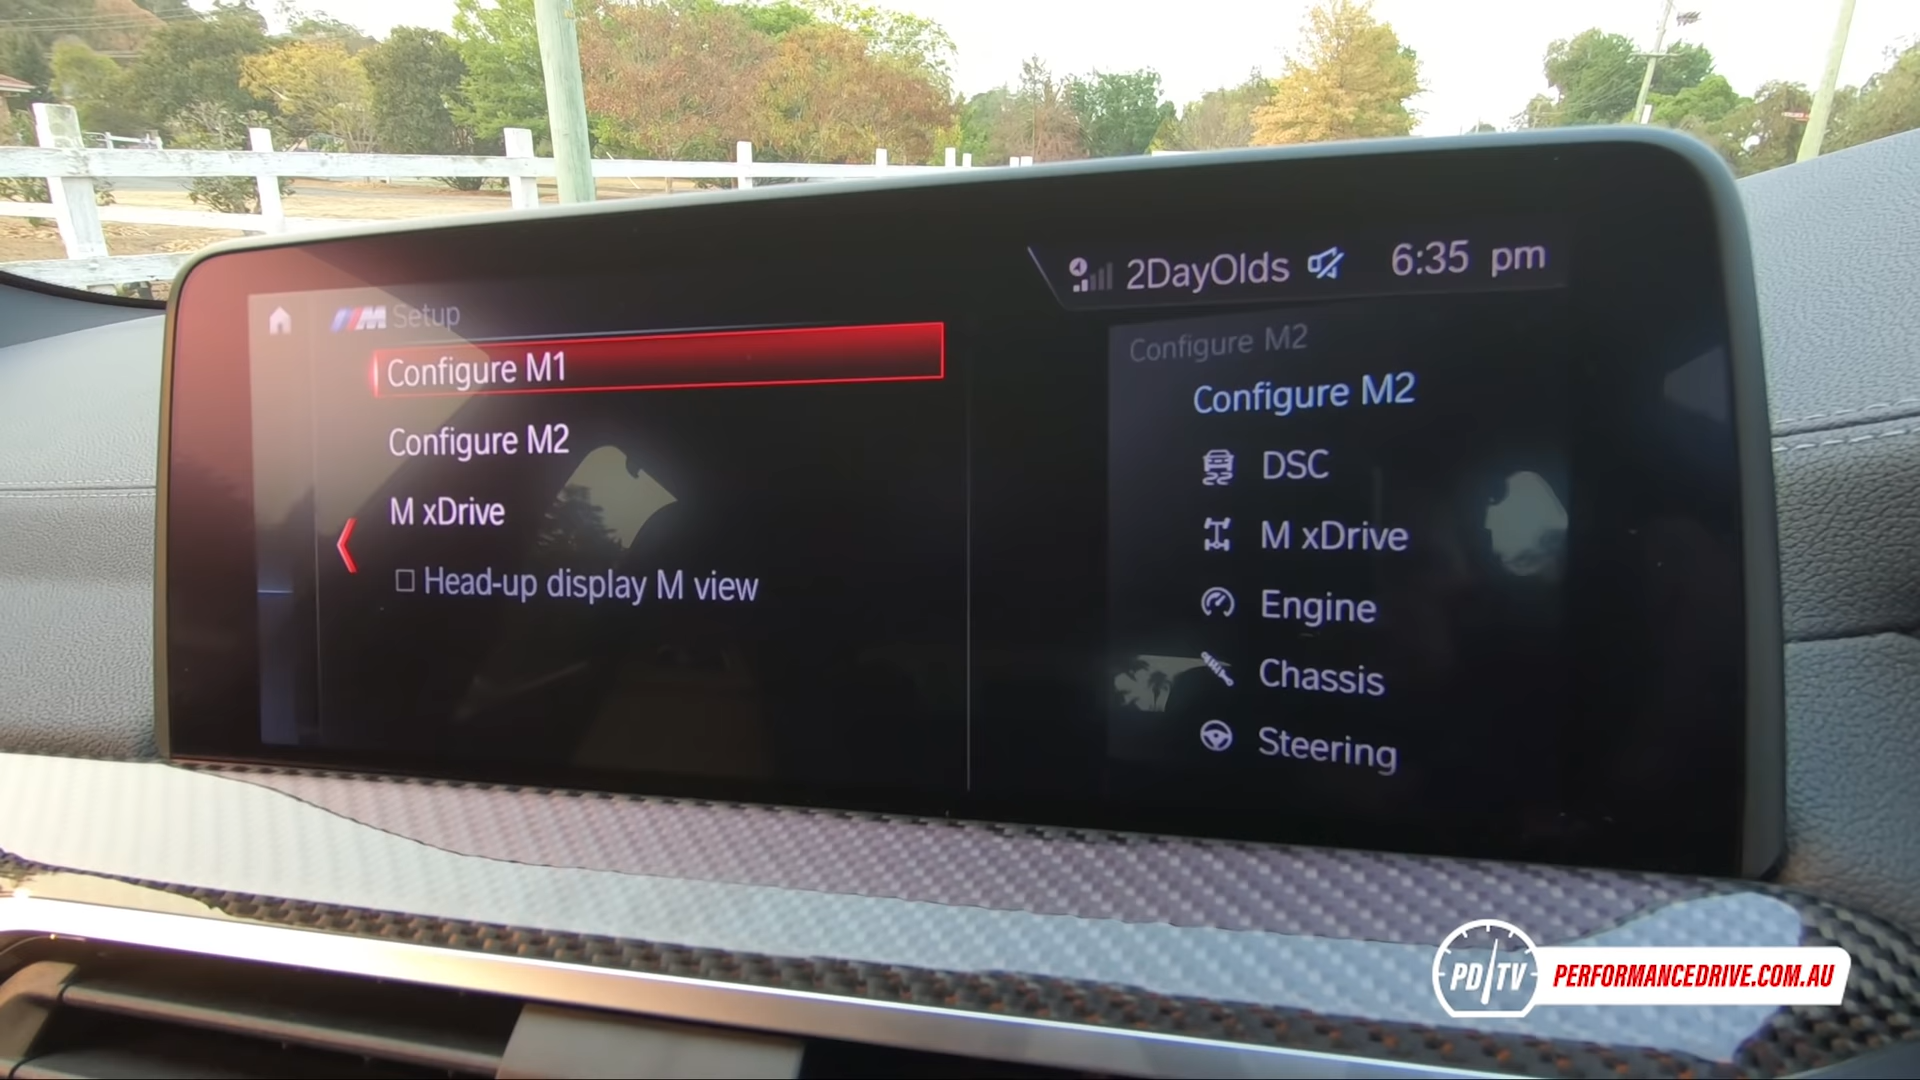 2DayOlds 6:35 pm
M Setup
Configure M1
Configure M2
M xDrive
Head-up display M view
Configure M2
Configure M2
DSC
M xDrive
Engine
Chassis
Steering
PD TV PERFORMANCEDRIVE.COM.AU